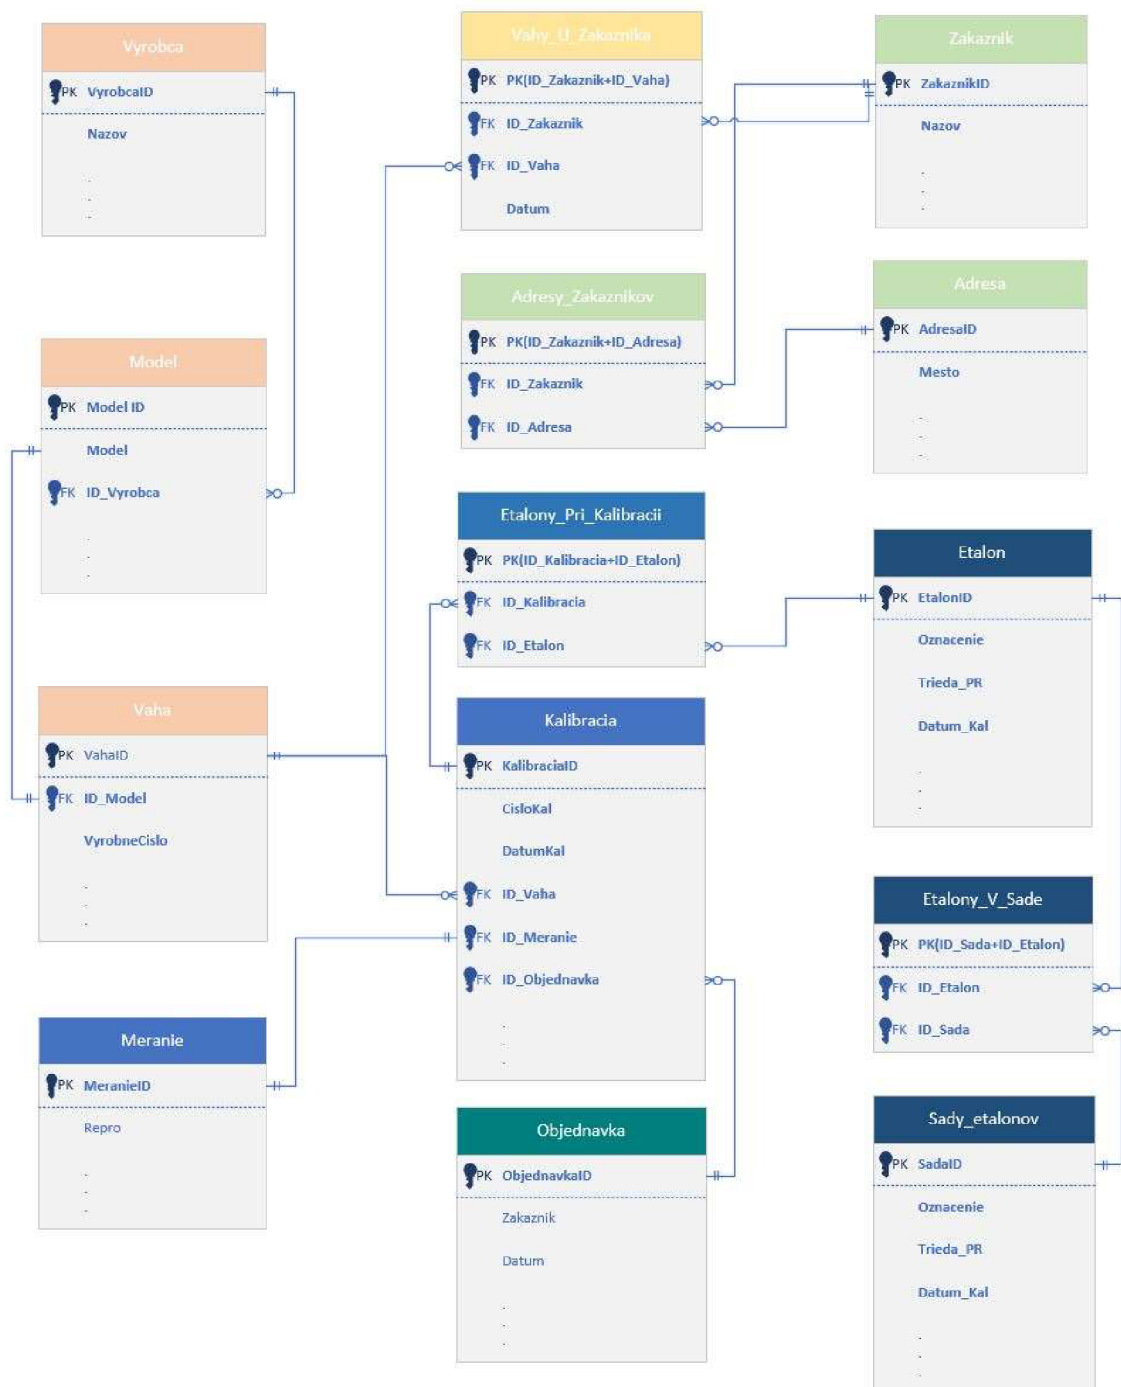 Vyrobca
PK VyrobcaID
Nazov
.
.
.
Model
PK Model ID
Model
FK ID_Vyrobca
.
.
.
Vaha
PK VahaID
FK ID_Model
VyrobneCislo
.
.
.
Meranie
PK MeranieID
Repro
.
.
.
Vahy_U_Zakaznika
PK PK(ID_Zakaznik+ID_Vaha)
FK ID_Zakaznik
FK ID_Vaha
Datum
Adresy_Zakaznikov
PK PK(ID_Zakaznik+ID_Adresa)
FK ID_Zakaznik
FK ID_Adresa
Etalony_Pri_Kalibracii
PK PK(ID_Kalibracia+ID_Etalon)
FK ID_Kalibracia
FK ID_Etalon
Kalibracia
PK KalibraciaID
CisloKal
DatumKal
FK ID_Vaha
FK ID_Meranie
FK ID_Objednavka
.
.
.
Objednavka
PK ObjednavkaID
Zakaznik
Datum
.
.
.
Zakaznik
PK ZakaznikID
Nazov
.
.
.
Adresa
PK AdresaID
Mesto
.
.
.
Etalon
PK EtalonID
Oznacenie
Trieda_PR
Datum_Kal
.
.
.
Etalony_V_Sade
PK PK(ID_Sada+ID_Etalon)
FK ID_Etalon
FK ID_Sada
Sady_etalonov
PK SadaID
Oznacenie
Trieda_PR
Datum_Kal
.
.
.